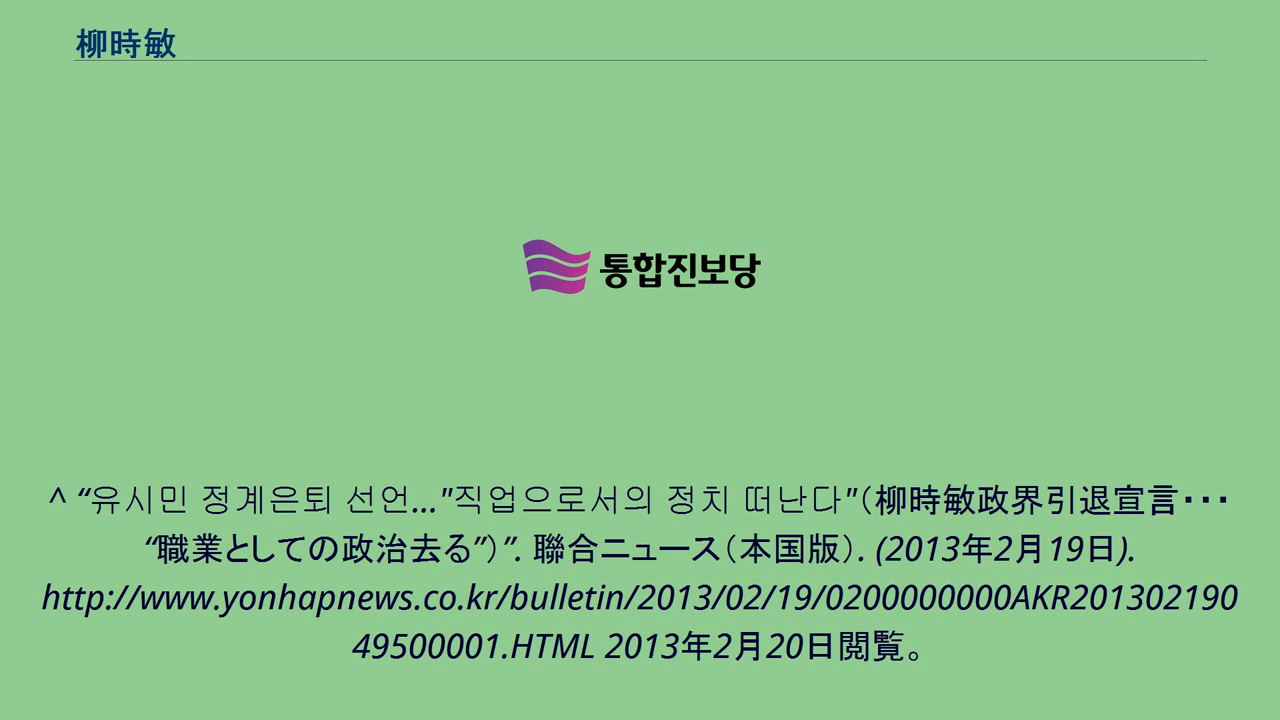 柳時敏
통합진보당
^ “유시민 정계은퇴 선언..."직업으로서의 정치 떠난다"（柳時敏政界引退宣言・・・
“職業としての政治去る”）”. 聯合ニュース（本国版）. (2013年2月19日).
http://www.yonhapnews.co.kr/bulletin/2013/02/19/0200000000AKR201302190
49500001.HTML 2013年2月20日閲覧。